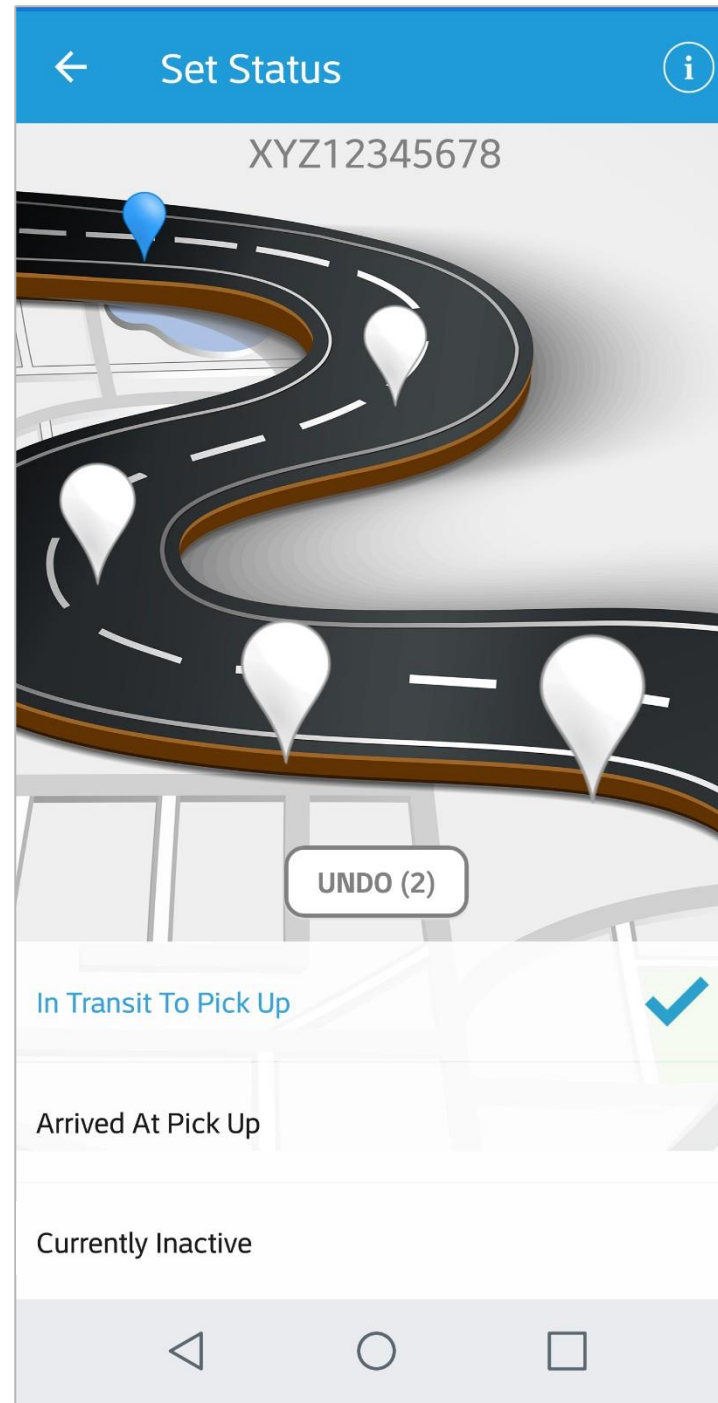 Set Status
i
XYZ12345678
UNDO (2)
In Transit To Pick Up
Arrived At Pick Up
Currently Inactive